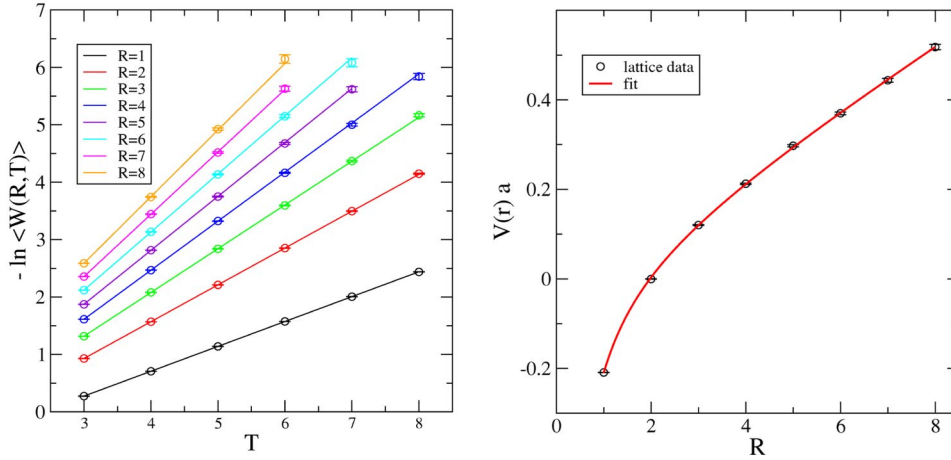 R=1
R=2
R=3
R=4
R=5
R=6
R=7
R=8
- ln <W(R,T)>
6
5
4
3
2
1
0
3 4 5 6 7 8
T
lattice data
fit
V(r) a
0.4
0.2
0
-0.2
0 2 4 6 8
R